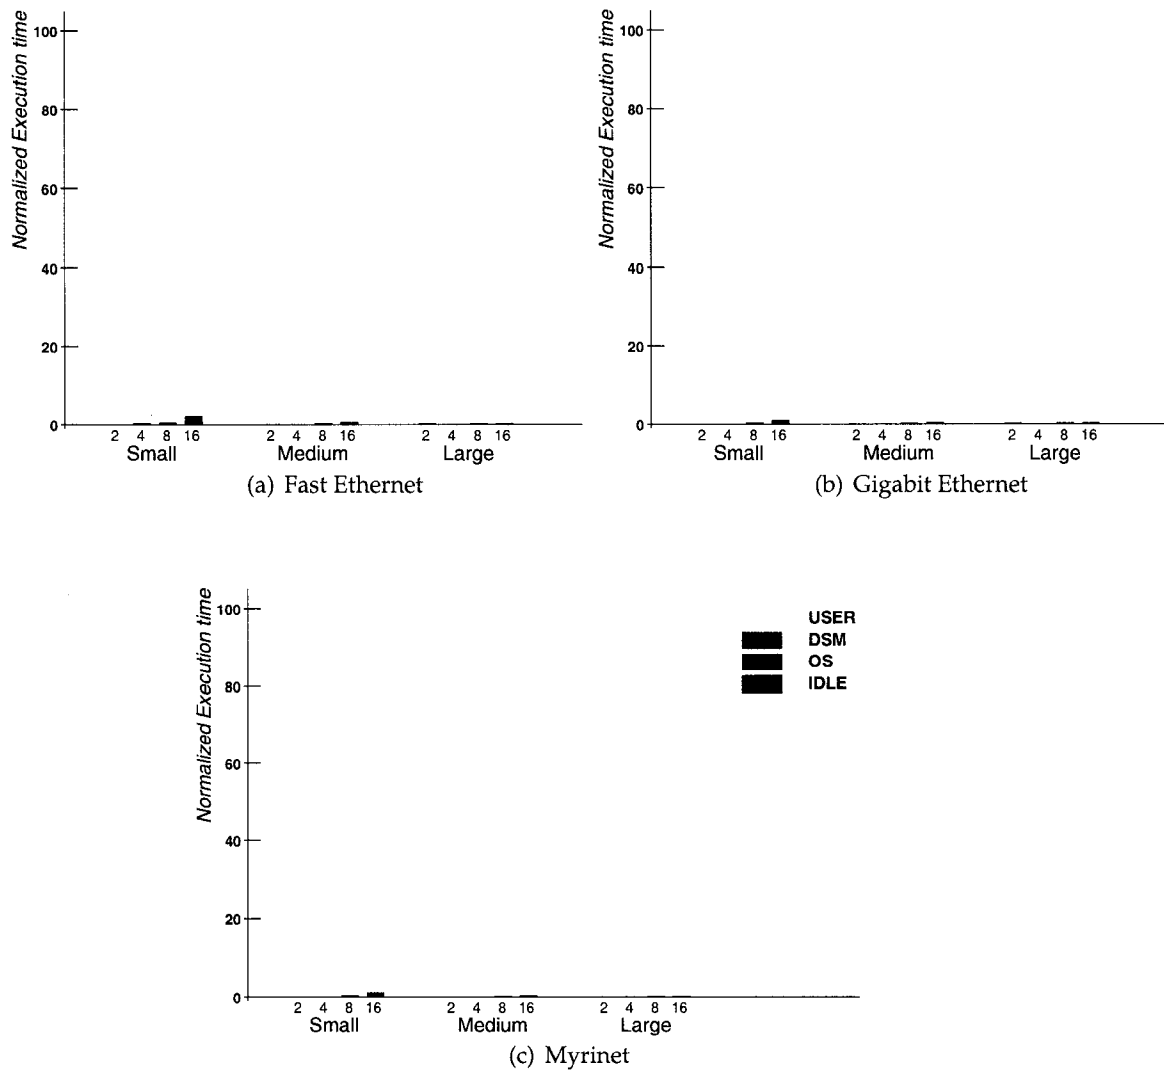 Normalized Execution time
100
80
60
40
20
0
2 4 8 16 2 4 8 16 2 4 8 16
Small Medium Large
(a) Fast Ethernet
Normalized Execution time
100
80
60
40
20
0
2 4 8 16 2 4 8 16 2 4 8 16
Small Medium Large
(b) Gigabit Ethernet
Normalized Execution time
100
80
60
40
20
0
2 4 8 16 2 4 8 16 2 4 8 16
Small Medium Large
USER
DSM
OS
IDLE
(c) Myrinet